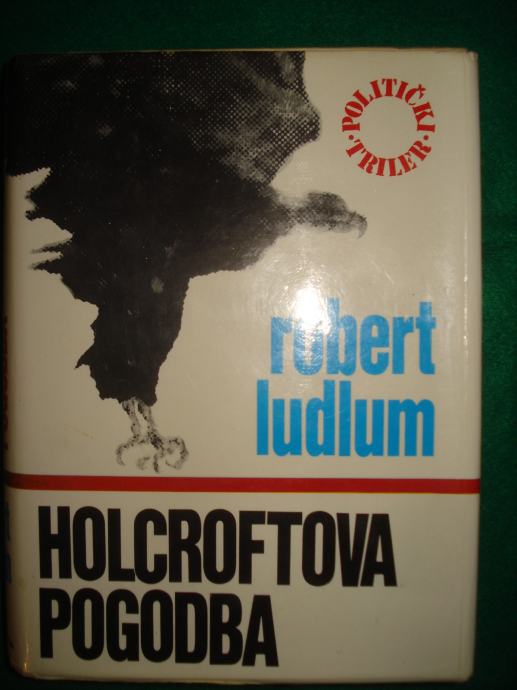 • POLITIČKI •
TRILER
robert
ludlum
HOLCROFTOVA
POGODBA